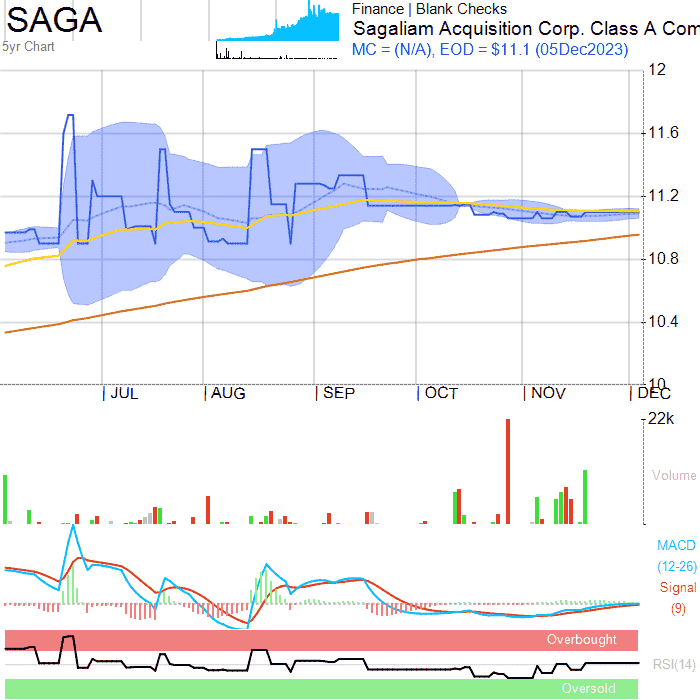 SAGA
5yr Chart
Finance | Blank Checks
Sagaliam Acquisition Corp. Class A Com
MC = (N/A), EOD = $11.1 (05Dec2023)
12
11.6
11.2
10.8
10.4
10
JUL AUG SEP OCT NOV DEC
22k
Volume
MACD
(12-26)
Signal
(9)
Overbought
RSI(14)
Oversold